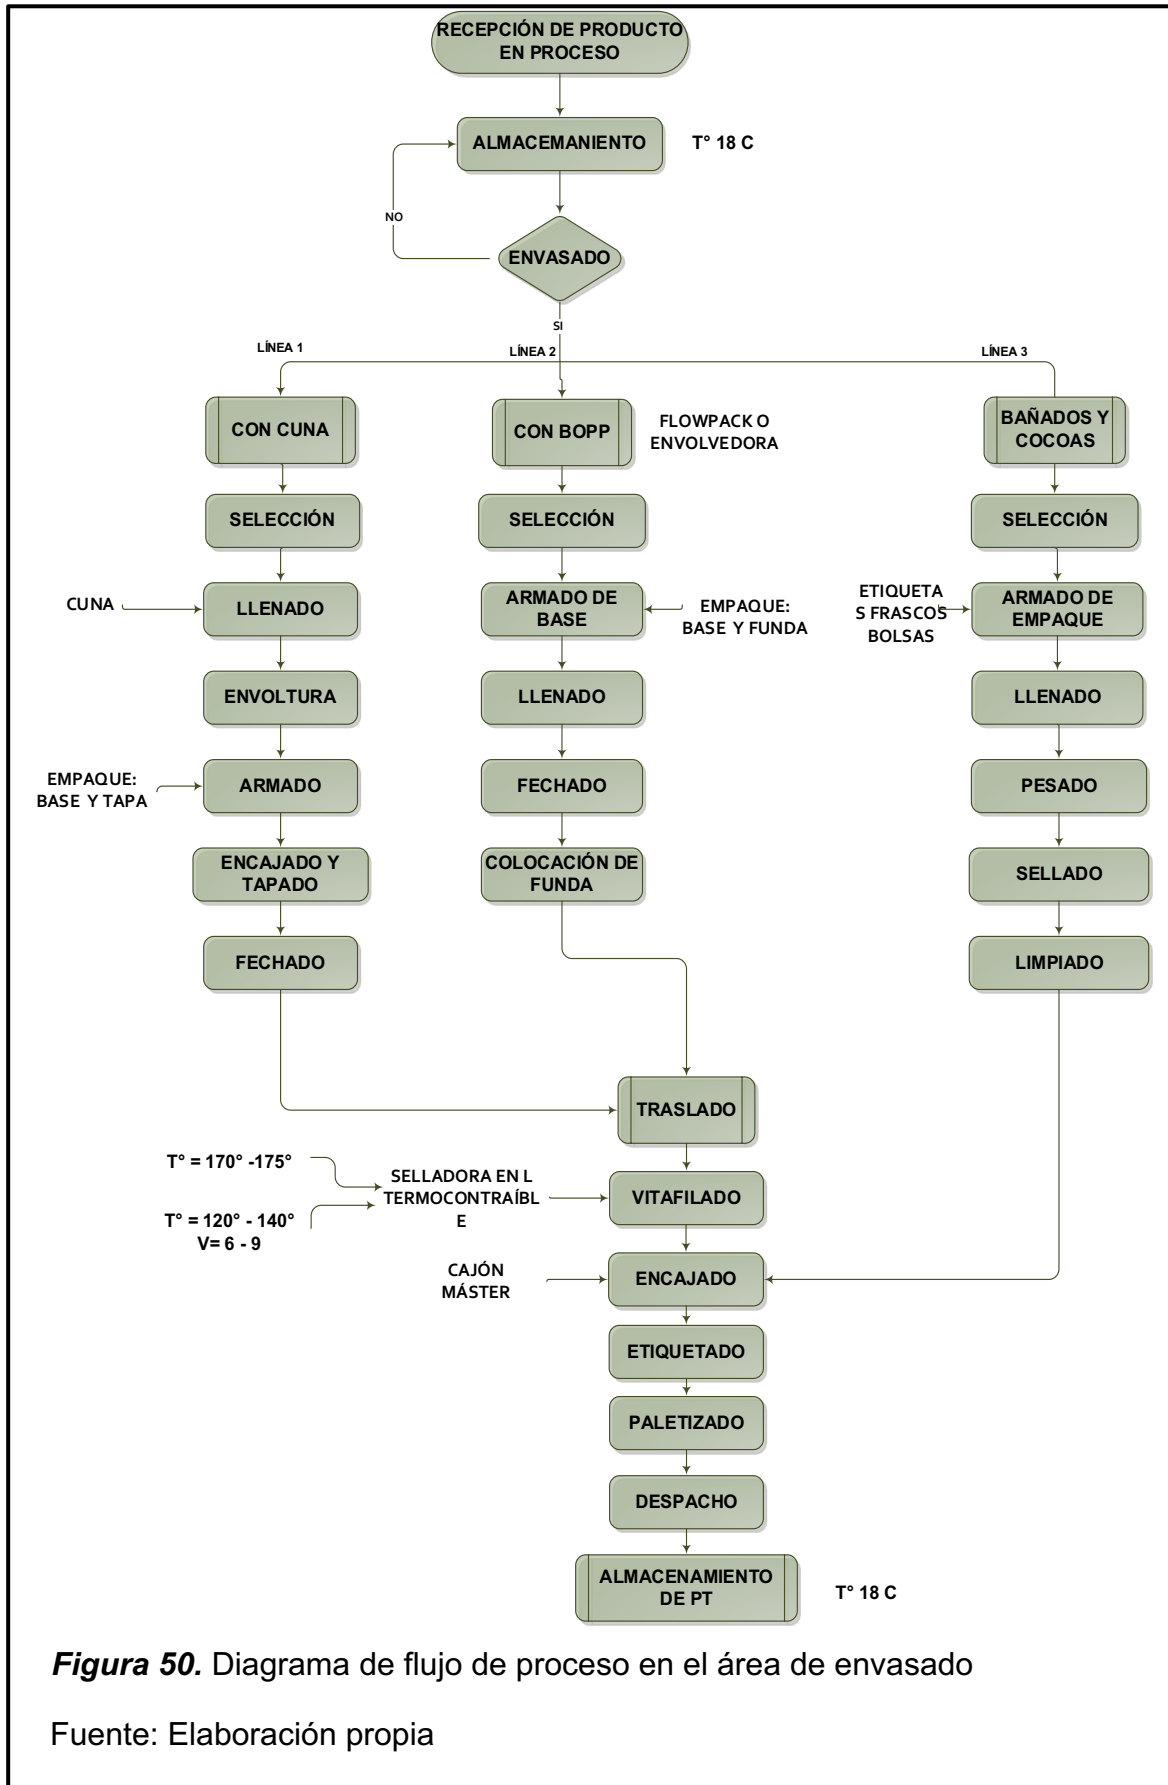 RECEPCIÓN DE PRODUCTO
EN PROCESO
ALMACEMANIENTO
T° 18 C
NO
ENVASADO
SI
LÍNEA 1
LÍNEA 2
LÍNEA 3
CON CUNA
CON BOPP
FLOWPACK O
ENVOLVEDORA
BAÑADOS Y
COCOAS
SELECCIÓN
SELECCIÓN
SELECCIÓN
CUNA
LLENADO
ARMADO DE
BASE
EMPAQUE:
BASE Y FUNDA
ETIQUETA
S FRASCOS
BOLSAS
ARMADO DE
EMPAQUE
ENVOLTURA
LLENADO
LLENADO
EMPAQUE:
BASE Y TAPA
ARMADO
FECHADO
PESADO
ENCAJADO Y
TAPADO
COLOCACIÓN DE
FUNDA
SELLADO
FECHADO
LIMPIADO
TRASLADO
T° = 170° -175°
T° = 120° - 140°
V= 6 - 9
SELLADORA EN L
TERMOCONTRAÍBL
E
VITAFILADO
CAJÓN
MÁSTER
ENCAJADO
ETIQUETADO
PALETIZADO
DESPACHO
ALMACENAMIENTO
DE PT
T° 18 C
Figura 50. Diagrama de flujo de proceso en el área de envasado
Fuente: Elaboración propia